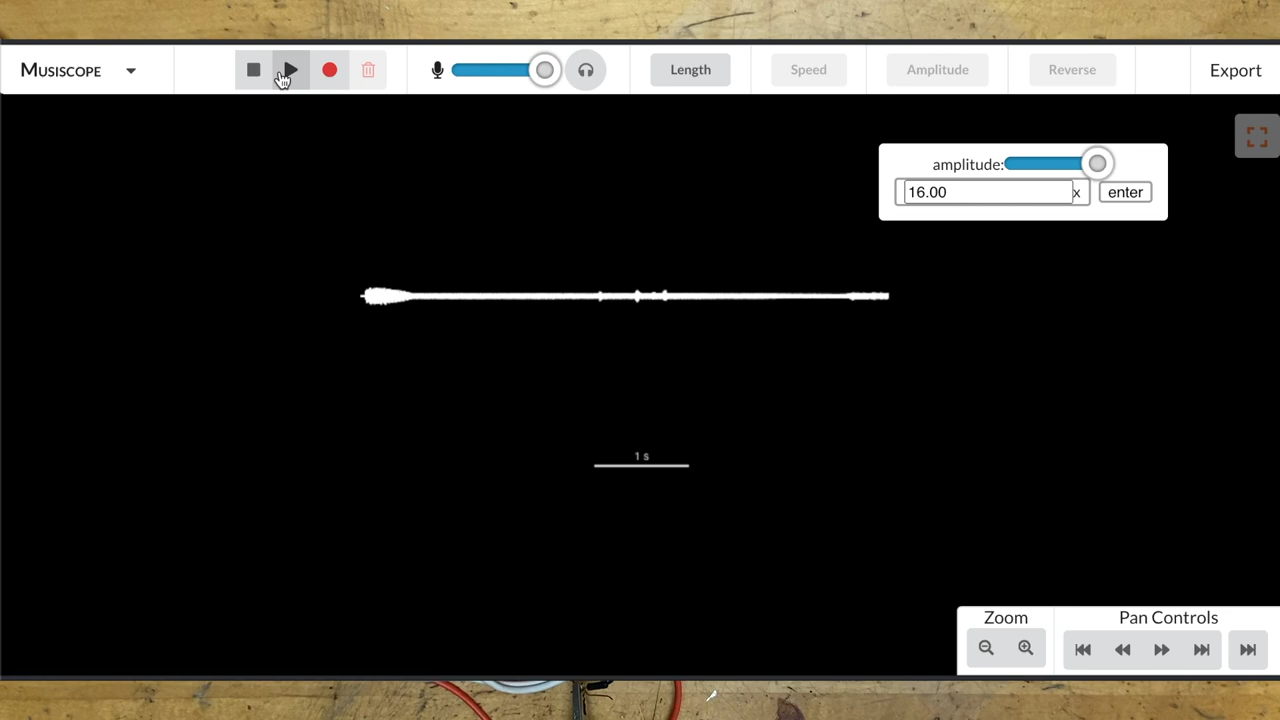 Musiscope
Length
Speed
Amplitude
Reverse
Export
amplitude:
16.00
x
enter
1 s
Zoom
Pan Controls